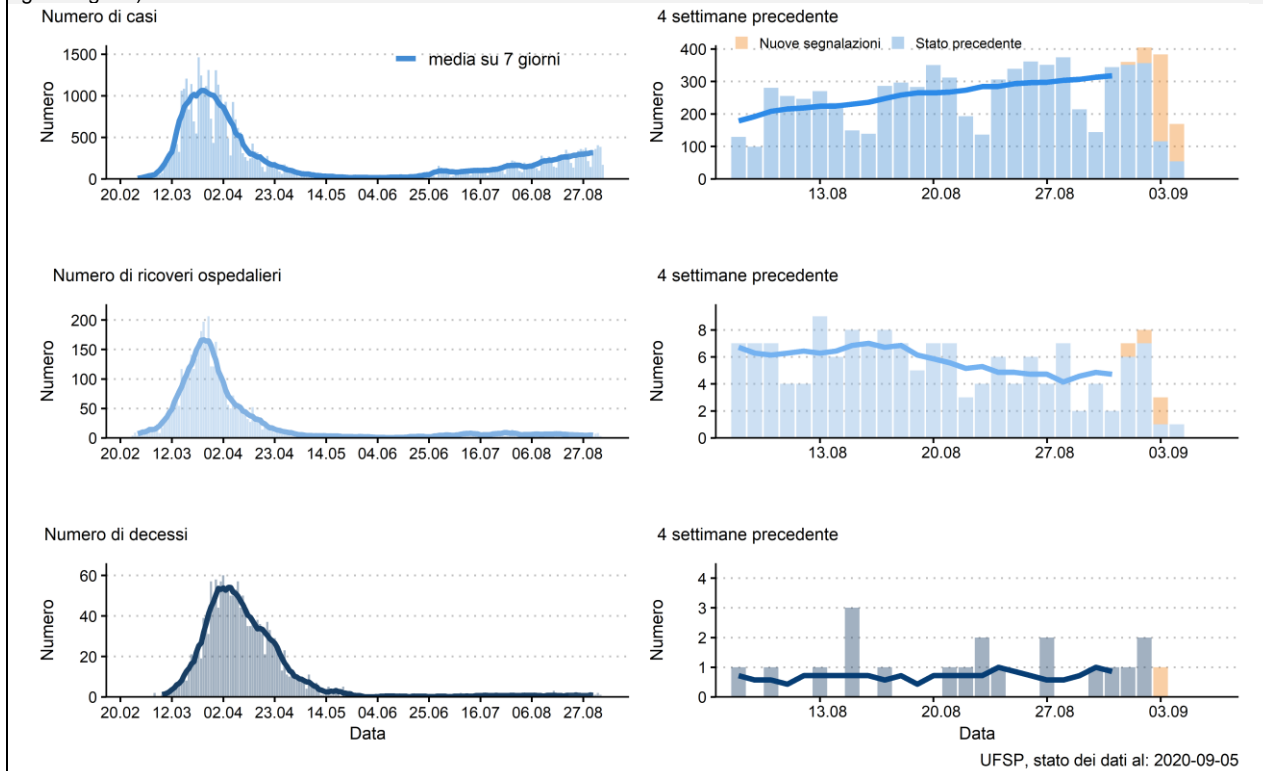 Numero di casi
4 settimane precedente
media su 7 giorni
Nuove segnalazioni Stato precedente
Numero
1500
1000
500
0
20.02 12.03 02.04 23.04 14.05 04.06 25.06 16.07 06.08 27.08
Numero
400
300
200
100
0
13.08 20.08 27.08 03.09
Numero di ricoveri ospedalieri
4 settimane precedente
Numero
200
150
100
50
0
20.02 12.03 02.04 23.04 14.05 04.06 25.06 16.07 06.08 27.08
Numero
8
6
4
2
0
13.08 20.08 27.08 03.09
Numero di decessi
4 settimane precedente
Numero
60
40
20
0
20.02 12.03 02.04 23.04 14.05 04.06 25.06 16.07 06.08 27.08
Data
Numero
4
3
2
1
0
13.08 20.08 27.08 03.09
Data
UFSP, stato dei dati al: 2020-09-05